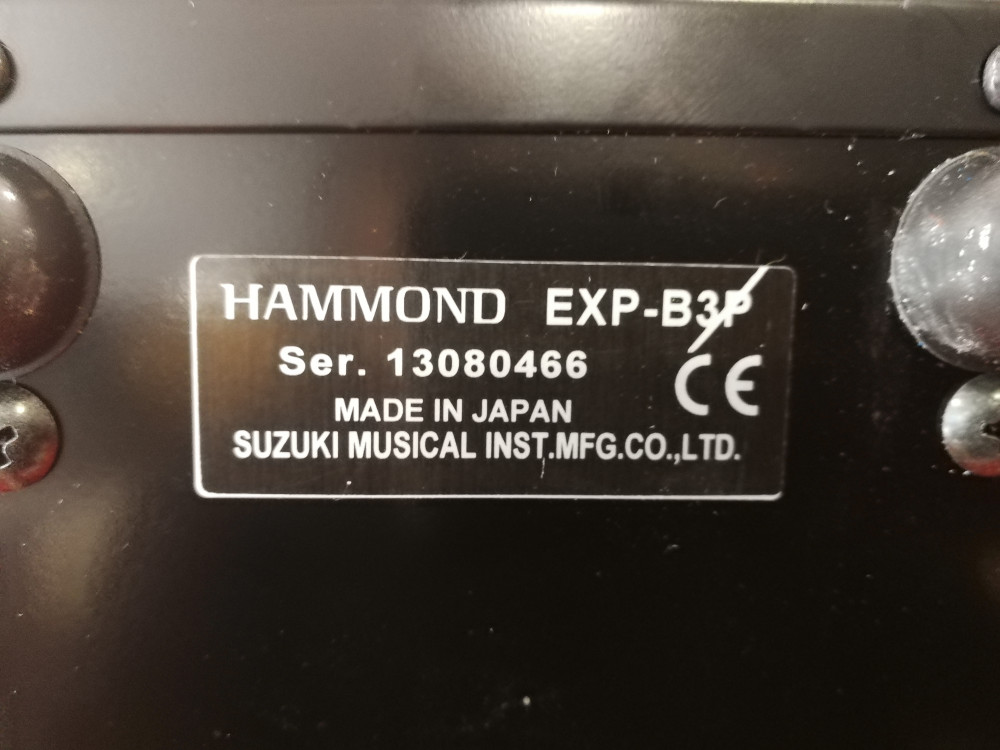 HAMMOND EXP-B3P
Ser. 13080466
CE
MADE IN JAPAN
SUZUKI MUSICAL INST.MFG.CO.,LTD.